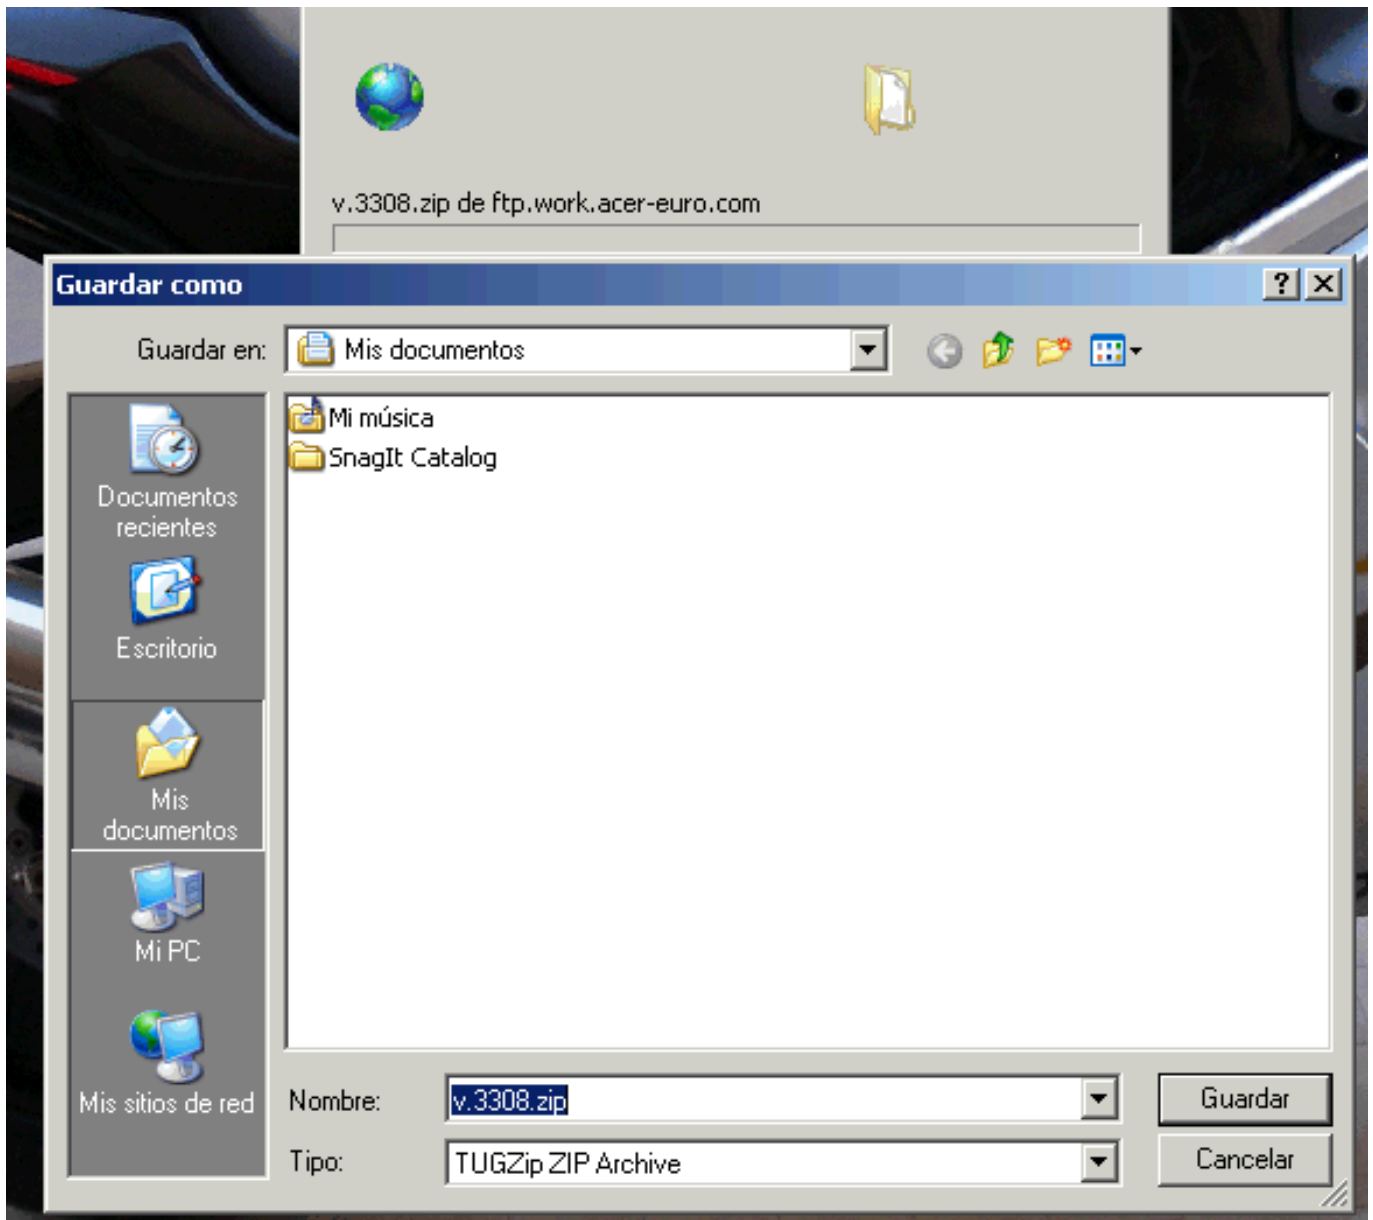 v.3308.zip de ftp.work.acer-euro.com
Guardar como
Guardar en:
Mis documentos
Mi música
SnagIt Catalog
Documentos
recientes
Escritorio
Mis
documentos
Mi PC
Mis sitios de red
Nombre:
v.3308.zip
Guardar
Tipo:
TUGZip ZIP Archive
Cancelar